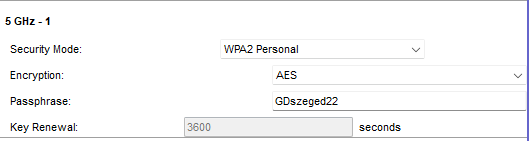 5 GHz - 1
Security Mode: WPA2 Personal
Encryption: AES
Passphrase: GDszeged22
Key Renewal: 3600 seconds